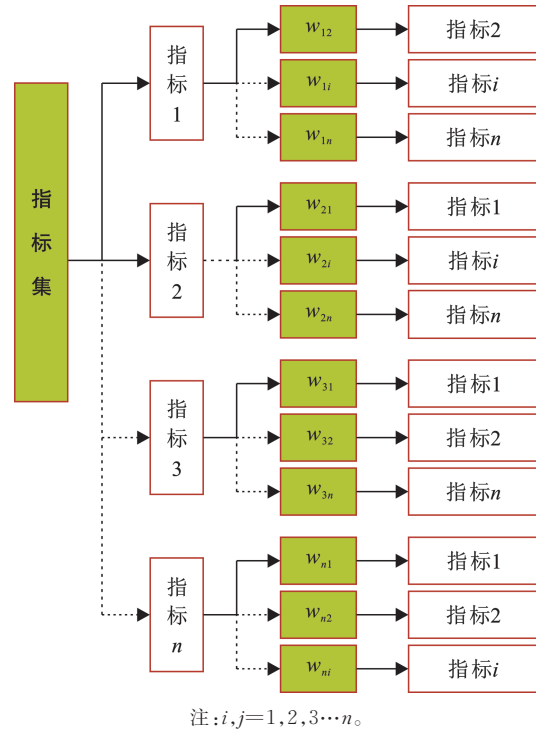 指标集
指标1
w12
指标2
w1i
指标i
w1n
指标n
指标2
w21
指标1
w2i
指标i
w2n
指标n
指标3
w31
指标1
w32
指标2
w3n
指标n
指标n
wn1
指标1
wn2
指标2
wni
指标i
注:i,j=1,2,3…n。